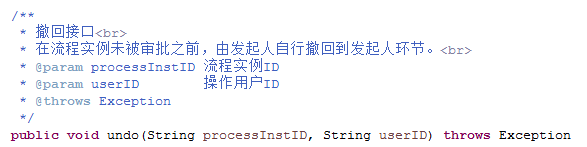 /**
 * 撤回接口<br>
 * 在流程实例未被审批之前，由发起人自行撤回到发起人环节。<br>
 * @param processInstID 流程实例ID
 * @param userID        操作用户ID
 * @throws Exception
 */
public void undo(String processInstID, String userID) throws Exception